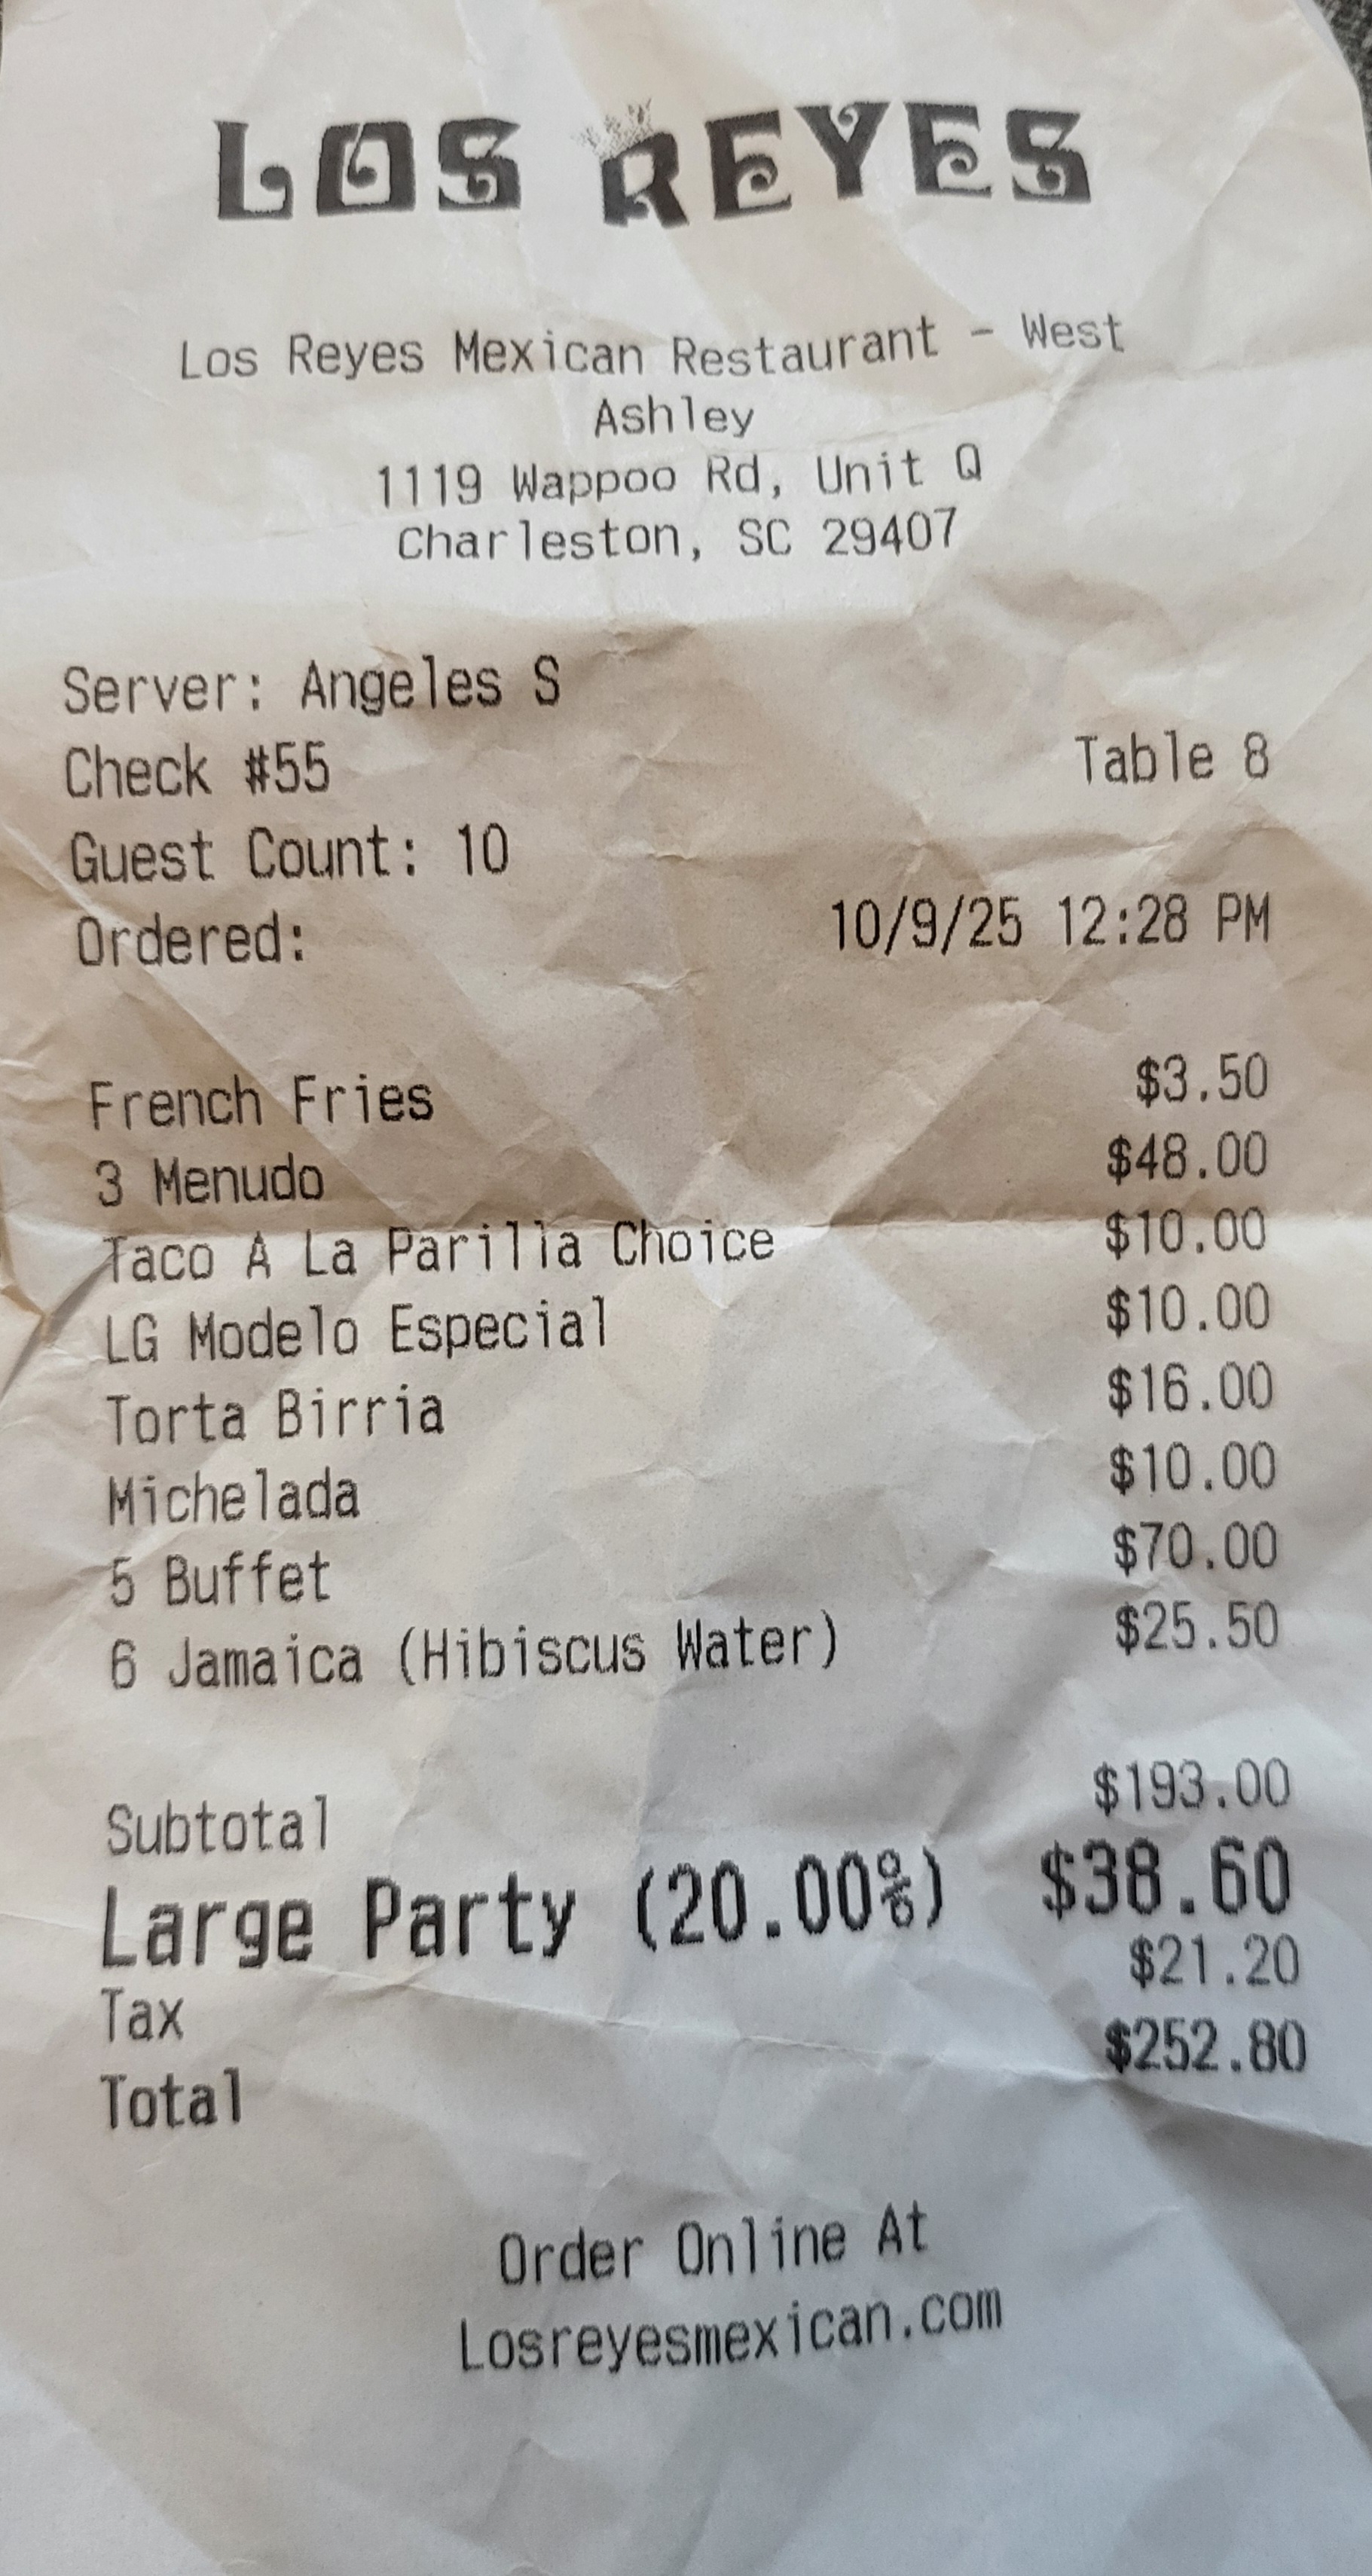 LOS REYES
Los Reyes Mexican Restaurant - West
Ashley
1119 Wappoo Rd, Unit Q
Charleston, SC 29407
Server: Angeles S
Check #55 Table 8
Guest Count: 10
Ordered: 10/9/25 12:28 PM
French Fries $3.50
3 Menudo $48.00
Taco A La Parilla Choice $10.00
LG Modelo Especial $10.00
Torta Birria $16.00
Michelada $10.00
5 Buffet $70.00
6 Jamaica (Hibiscus Water) $25.50
Subtotal $193.00
Large Party (20.00%) $38.60
Tax $21.20
Total $252.80
Order Online At
Losreyesmexican.com